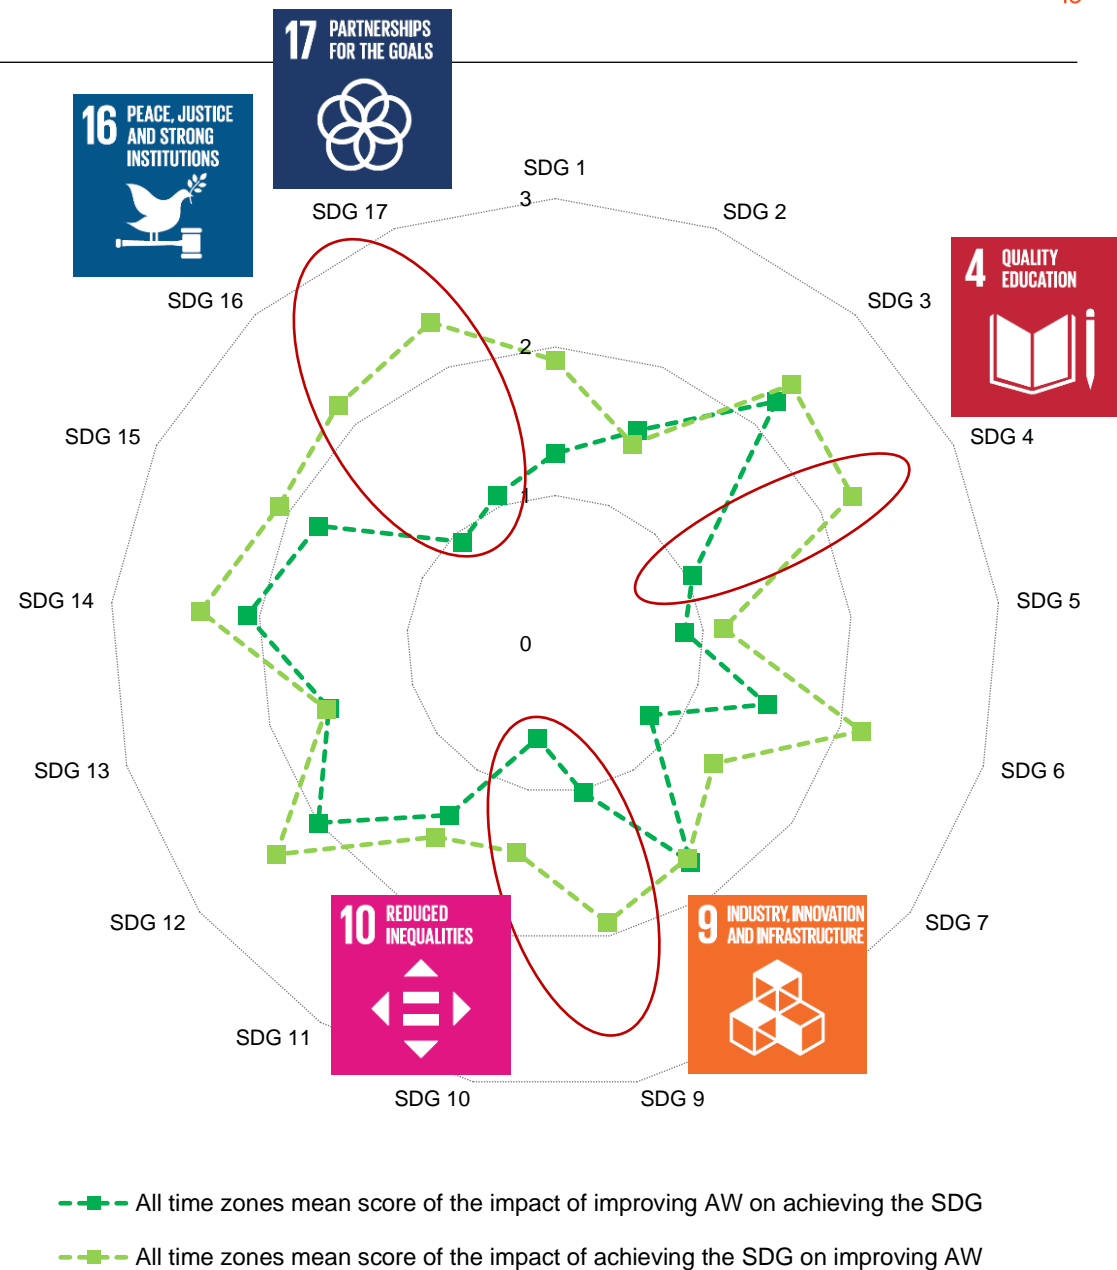 17 PARTNERSHIPS
FOR THE GOALS
16 PEACE, JUSTICE
AND STRONG
INSTITUTIONS
SDG 1
3
SDG 17
SDG 2
4 QUALITY
EDUCATION
SDG 16
SDG 3
2
SDG 15
SDG 4
1
SDG 14
SDG 5
0
SDG 13
SDG 6
10 REDUCED
INEQUALITIES
9 INDUSTRY, INNOVATION
AND INFRASTRUCTURE
SDG 12
SDG 7
SDG 11
SDG 10
SDG 9
All time zones mean score of the impact of improving AW on achieving the SDG
All time zones mean score of the impact of achieving the SDG on improving AW